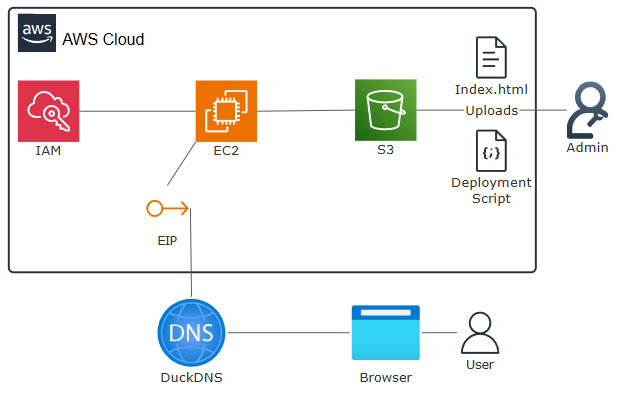 aws
AWS Cloud
Index.html
Uploads
IAM
EC2
S3
Admin
{;}
Deployment
Script
EIP
DNS
DuckDNS
Browser
User